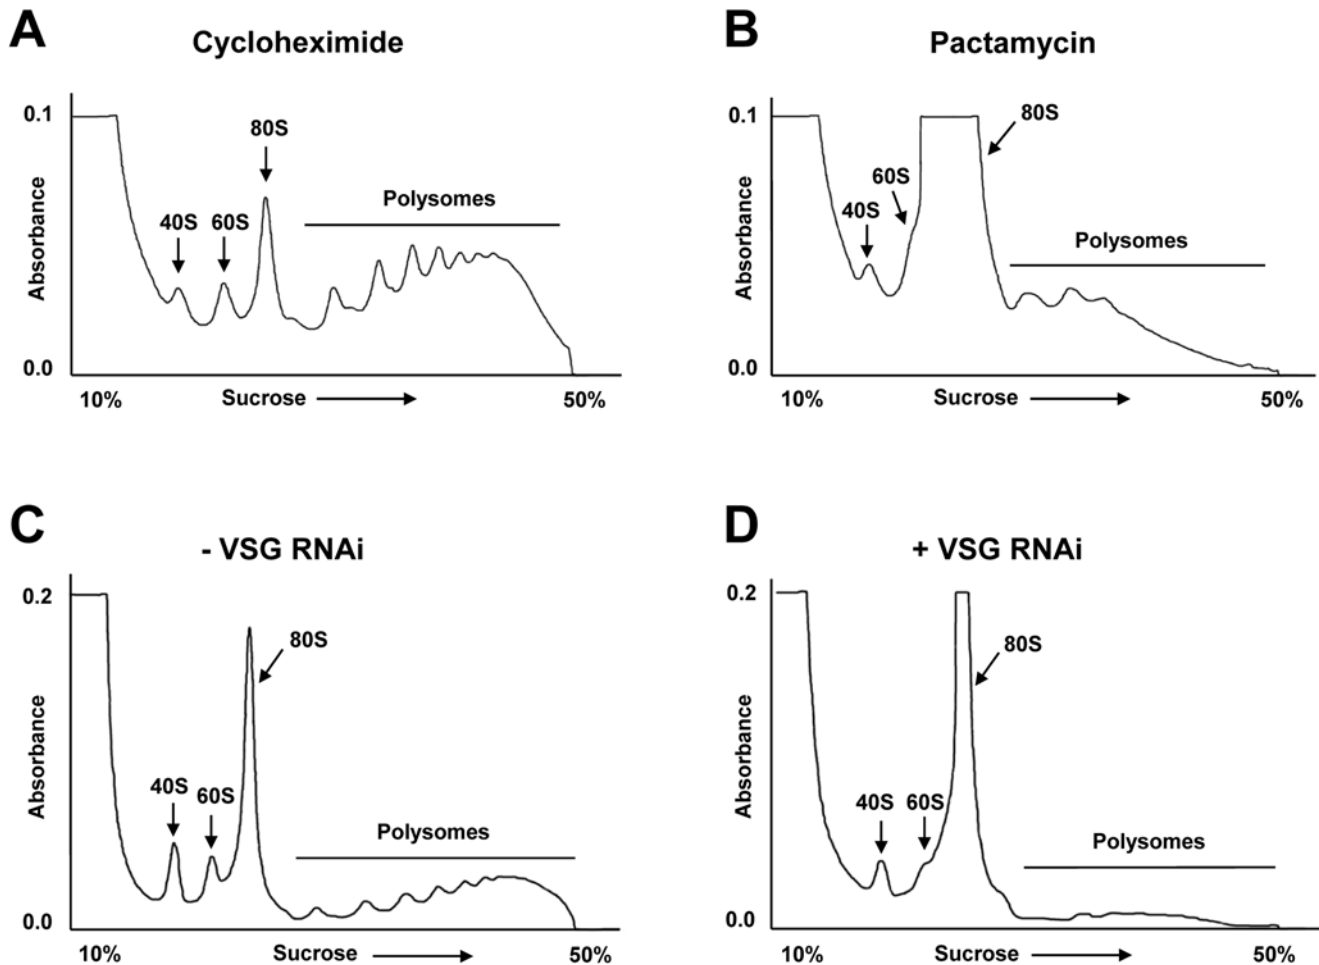 A
Cycloheximide
0.1
80S
40S
60S
Polysomes
Absorbance
0.0
10%
Sucrose
50%
B
Pactamycin
0.1
80S
60S
40S
Polysomes
Absorbance
0.0
10%
Sucrose
50%
C
- VSG RNAi
0.2
80S
40S
60S
Polysomes
Absorbance
0.0
10%
Sucrose
50%
D
+ VSG RNAi
0.2
80S
40S
60S
Polysomes
Absorbance
0.0
10%
Sucrose
50%